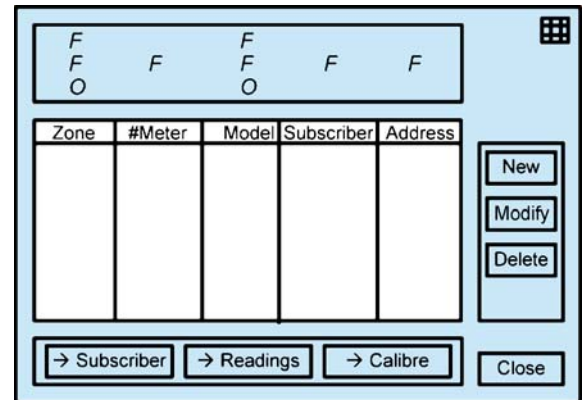 F F
F F F F F
O O
Zone #Meter Model Subscriber Address
New
Modify
Delete
→ Subscriber → Readings → Calibre
Close